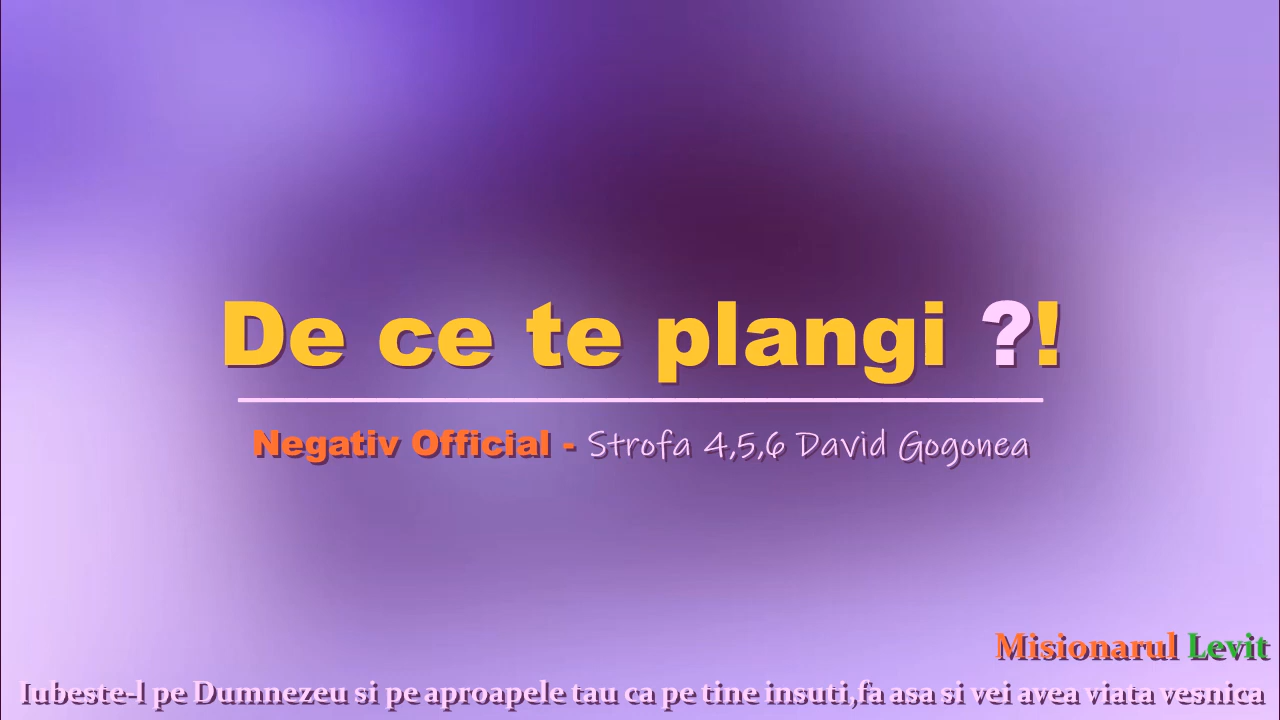 De ce te plangi ?!
Negativ Official - Strofa 4,5,6 David Gogonea
Misionarul Levit
Iubeste-l pe Dumnezeu si pe aproapele tau ca pe tine insuti,fa asa si vei avea viata vesnica